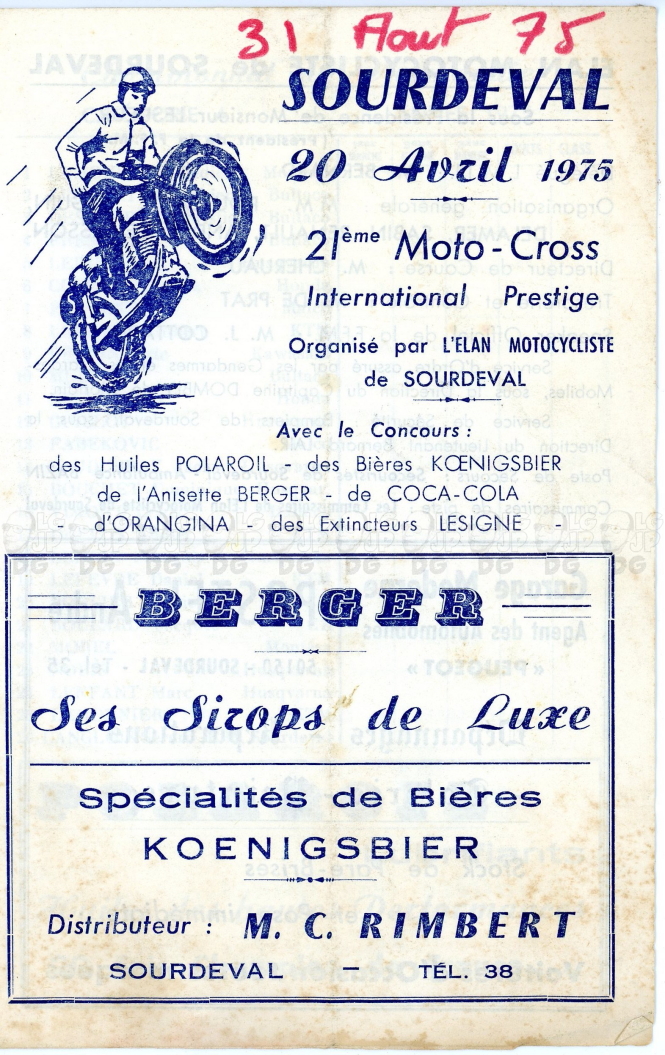 31 Aout 75
SOURDEVAL
20 Avril 1975
21ème Moto-Cross
International Prestige
Organisé par L'ELAN MOTOCYCLISTE
de SOURDEVAL
Avec le Concours :
des Huiles POLAROIL - des Bières KŒNIGSBIER
de l'Anisette BERGER - de COCA-COLA
- d'ORANGINA - des Extincteurs LESIGNE -
BERGER
Ses Sirops de Luxe
Spécialités de Bières
KOENIGSBIER
Distributeur : M. C. RIMBERT
SOURDEVAL TÉL. 38